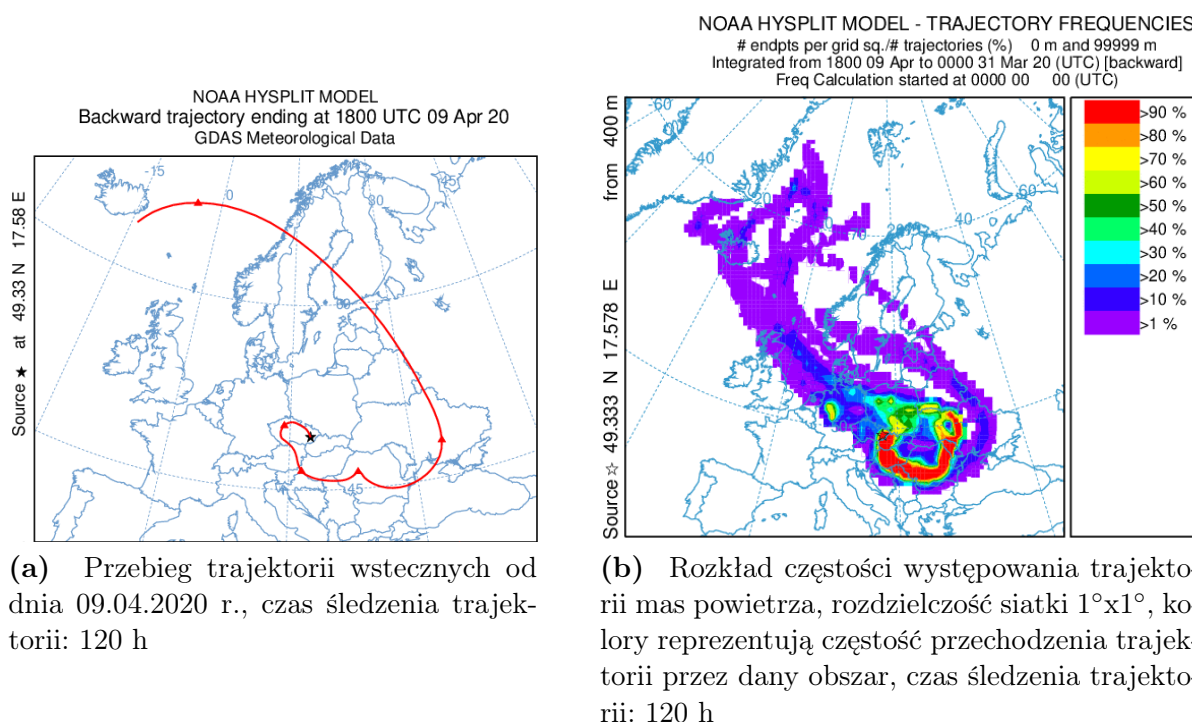 NOAA HYSPLIT MODEL
Backward trajectory ending at 1800 UTC 09 Apr 20
GDAS Meteorological Data
Source ★ at 49.33 N 17.58 E
-15
0
-45
30
60
45
(a) Przebieg trajektorii wstecznych od
dnia 09.04.2020 r., czas śledzenia trajek-
torii: 120 h
NOAA HYSPLIT MODEL - TRAJECTORY FREQUENCIES
# endpts per grid sq./# trajectories (%) 0 m and 99999 m
Integrated from 1800 09 Apr to 0000 31 Mar 20 (UTC) [backward]
Freq Calculation started at 0000 00 00 (UTC)
Source ☆ 49.333 N 17.578 E from 400 m
-60
-40
-20
70
20
40
60
>90 %
>80 %
>70 %
>60 %
>50 %
>40 %
>30 %
>20 %
>10 %
>1 %
(b) Rozkład częstości występowania trajekto-
rii mas powietrza, rozdzielczość siatki 1°x1°, ko-
lory reprezentują częstość przechodzenia trajek-
torii przez dany obszar, czas śledzenia trajekto-
rii: 120 h